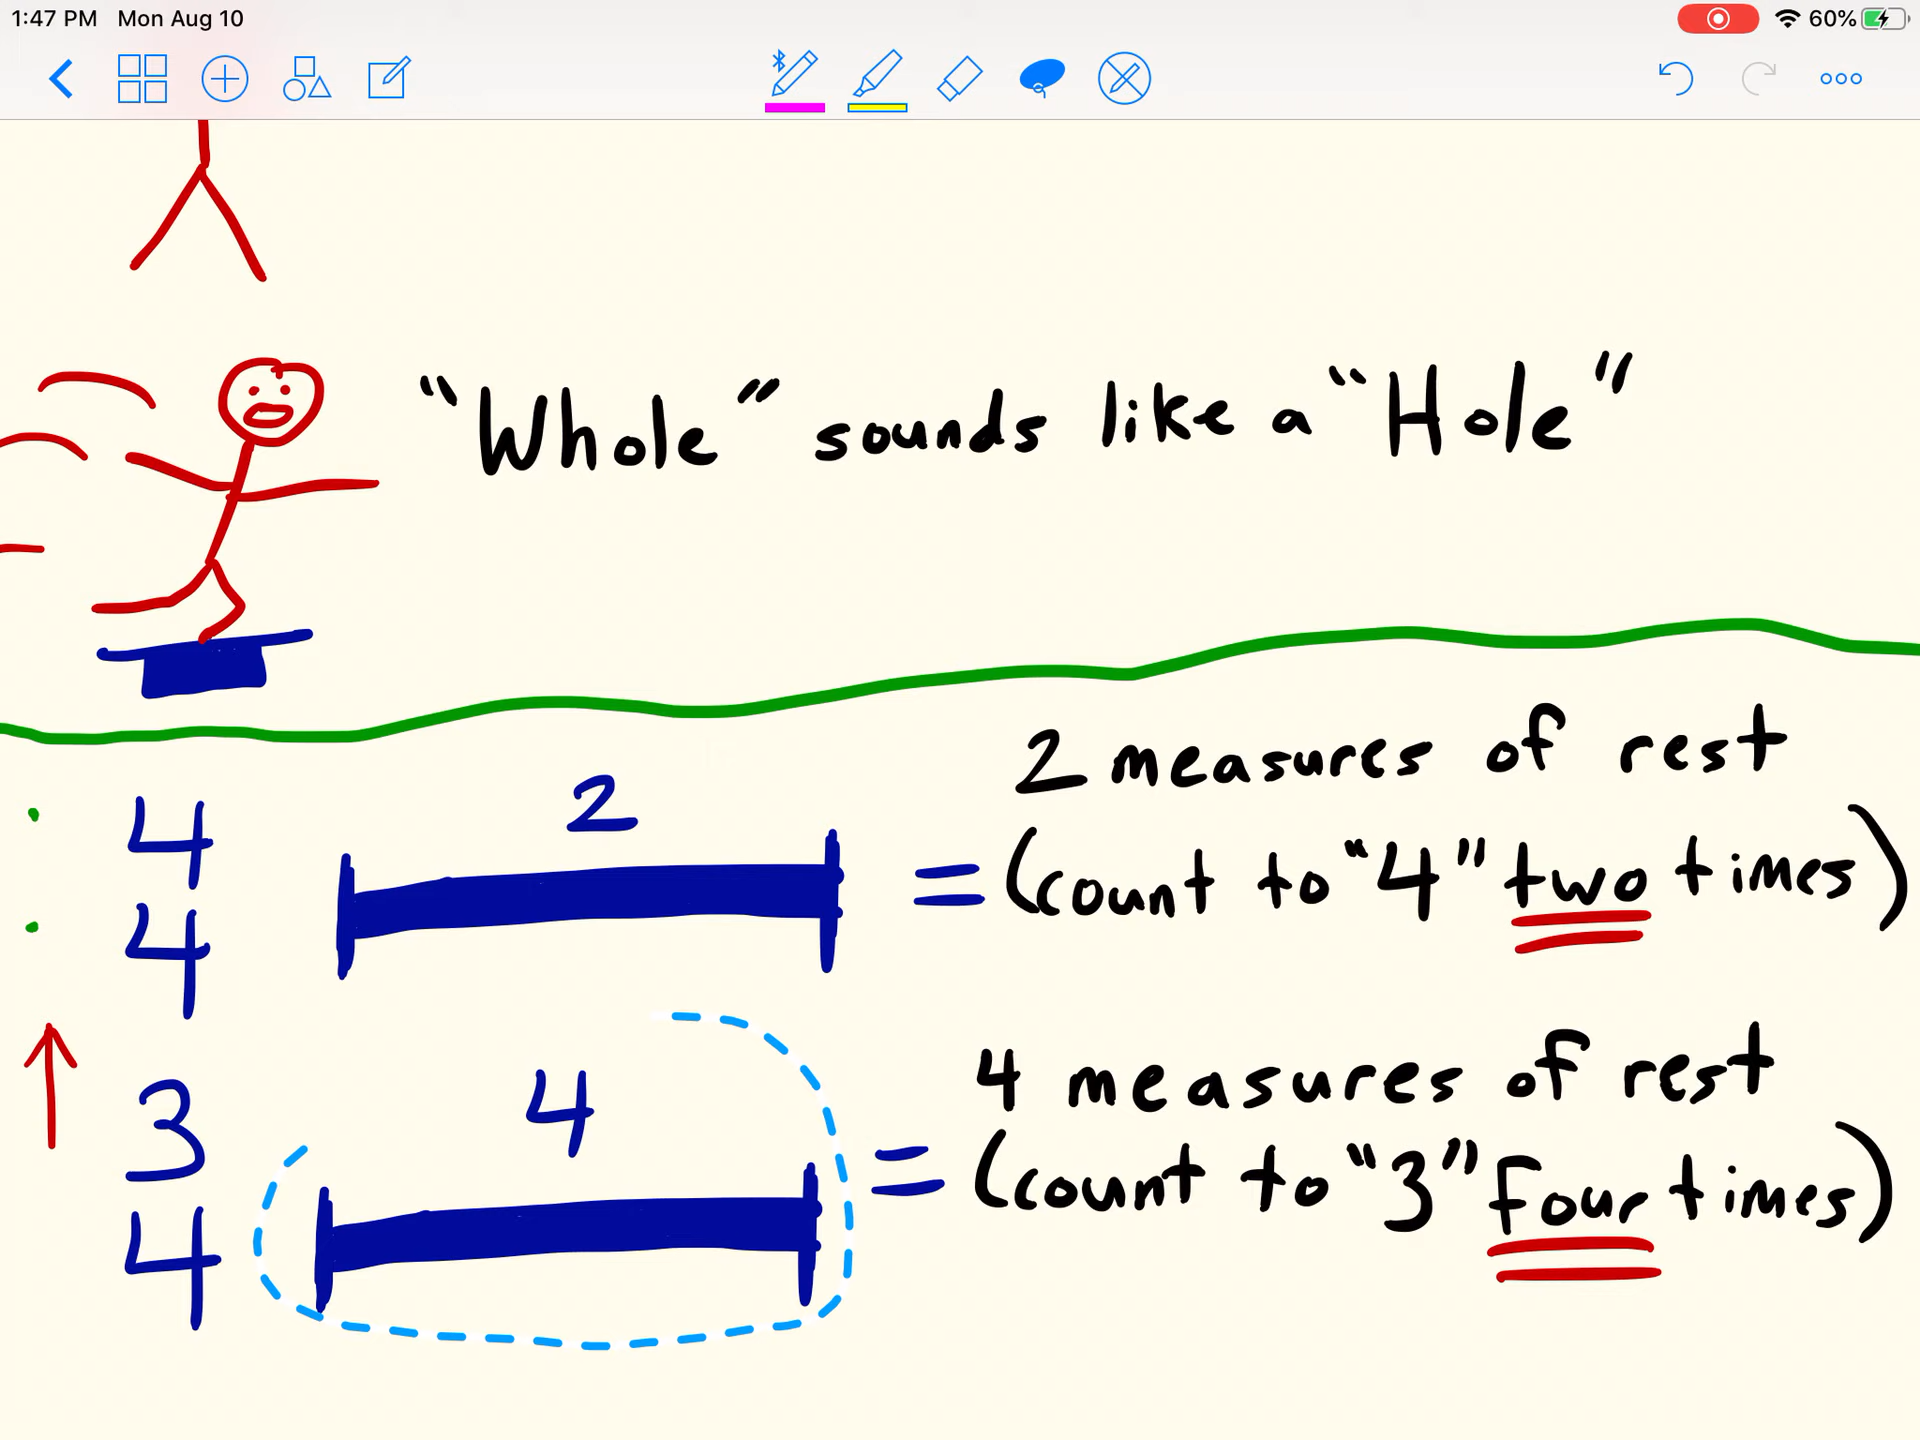 1:47 PM Mon Aug 10
60%
"Whole" sounds like a "Hole"
4
4
2
=
2 measures of rest
(count to "4" two times)
3
4
4
=
4 measures of rest
(count to "3" four times)